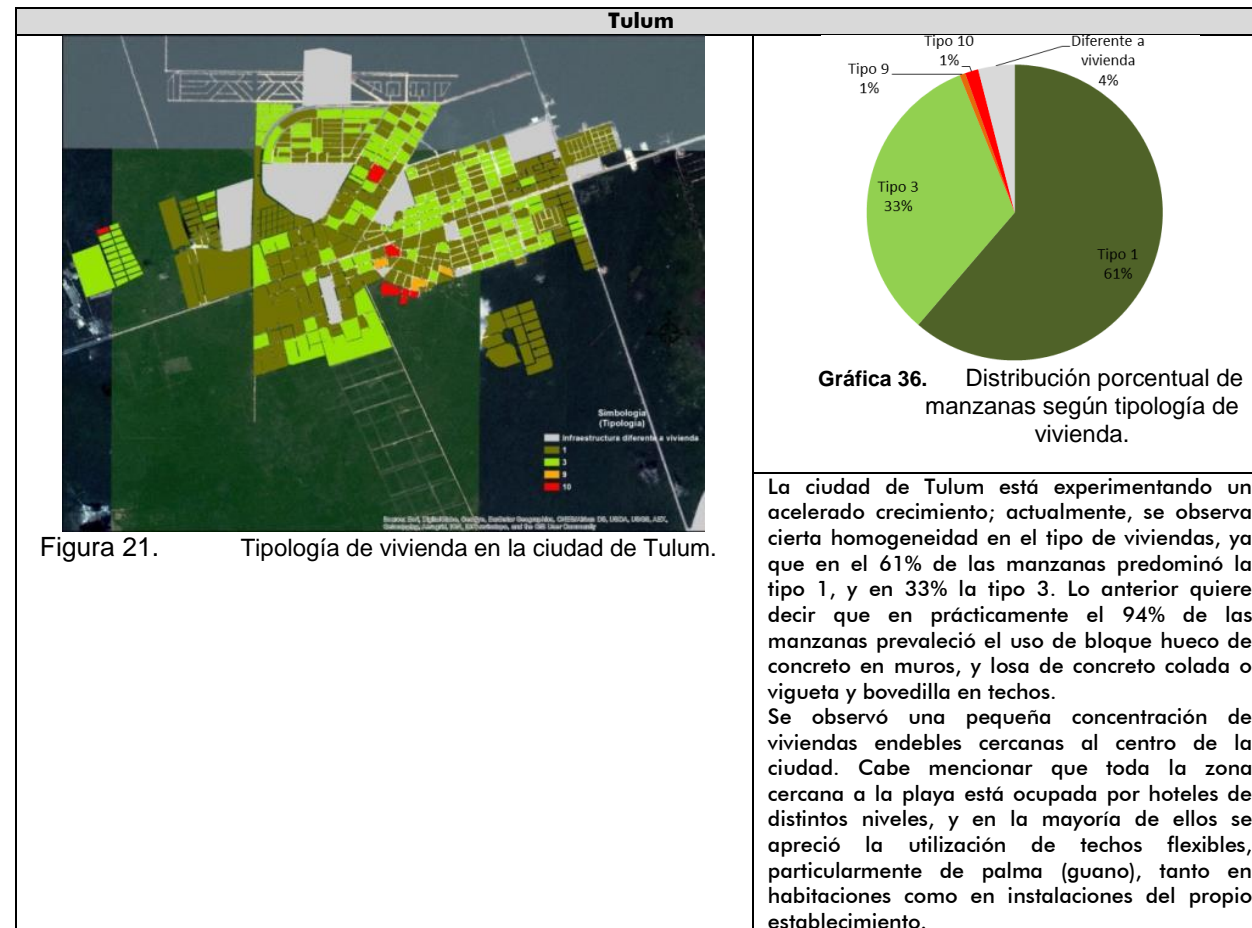 Tulum
Simbología
(Tipología)
Infraestructura diferente a vivienda
1
3
9
10
Figura 21. Tipología de vivienda en la ciudad de Tulum.
Tipo 10
1%
Diferente a
vivienda
4%
Tipo 9
1%
Tipo 3
33%
Tipo 1
61%
Gráfica 36. Distribución porcentual de
manzanas según tipología de
vivienda.
La ciudad de Tulum está experimentando un
acelerado crecimiento; actualmente, se observa
cierta homogeneidad en el tipo de viviendas, ya
que en el 61% de las manzanas predominó la
tipo 1, y en 33% la tipo 3. Lo anterior quiere
decir que en prácticamente el 94% de las
manzanas prevaleció el uso de bloque hueco de
concreto en muros, y losa de concreto colada o
vigueta y bovedilla en techos.
Se observó una pequeña concentración de
viviendas endebles cercanas al centro de la
ciudad. Cabe mencionar que toda la zona
cercana a la playa está ocupada por hoteles de
distintos niveles, y en la mayoría de ellos se
apreció la utilización de techos flexibles,
particularmente de palma (guano), tanto en
habitaciones como en instalaciones del propio
establecimiento.